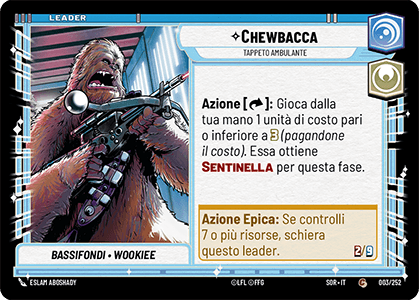 LEADER
✧CHEWBACCA
TAPPETO AMBULANTE
Azione [↷]: Gioca dalla
tua mano 1 unità di costo pari
o inferiore a 3 (pagandone
il costo). Essa ottiene
SENTINELLA per questa fase.
Azione Epica: Se controlli
7 o più risorse, schiera
questo leader.
2/9
BASSIFONDI • WOOKIEE
ESLAM ABOSHADY
©LFL ©FFG
SOR • IT
C
003/252